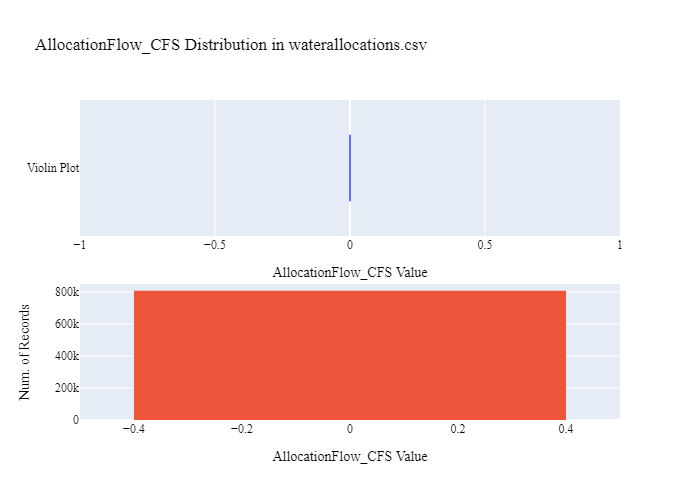 AllocationFlow_CFS Distribution in waterallocations.csv
Violin Plot
−1 −0.5 0 0.5 1
AllocationFlow_CFS Value
800k
600k
400k
200k
0
Num. of Records
−0.4 −0.2 0 0.2 0.4
AllocationFlow_CFS Value